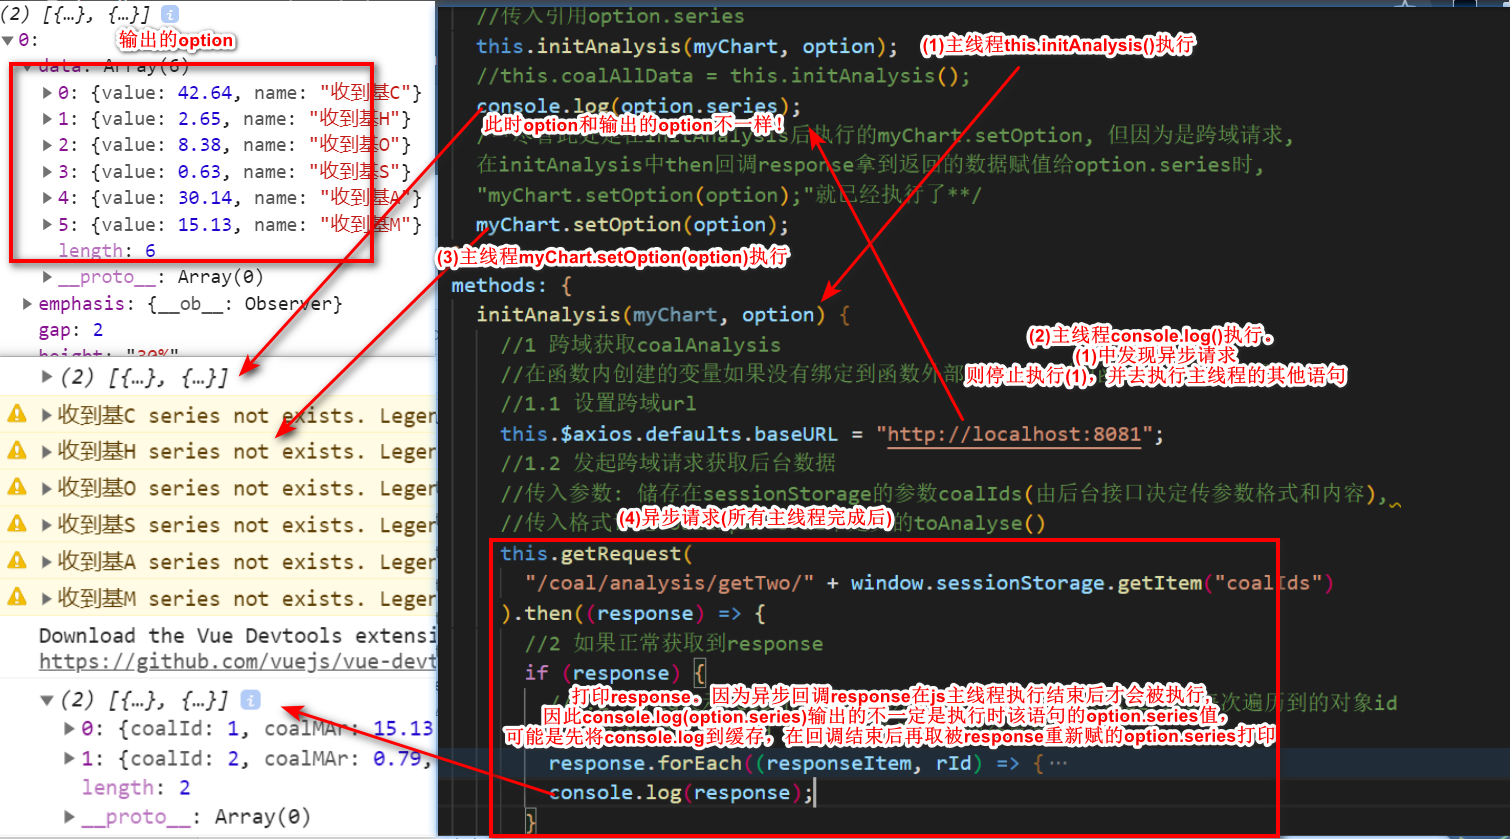 (2) [{…}, {…}] i
▼0:
输出的option
▼data: Array(6)
▶0: {value: 42.64, name: "收到基C"}
▶1: {value: 2.65, name: "收到基H"}
▶2: {value: 8.38, name: "收到基O"}
▶3: {value: 0.63, name: "收到基S"}
▶4: {value: 30.14, name: "收到基A"}
▶5: {value: 15.13, name: "收到基M"}
length: 6
▶__proto__: Array(0)
▶emphasis: {__ob__: Observer}
gap: 2
height: "30%"
▶(2) [{…}, {…}]
▶收到基C series not exists. Leger
▶收到基H series not exists. Leger
▶收到基O series not exists. Leger
▶收到基S series not exists. Leger
▶收到基A series not exists. Leger
▶收到基M series not exists. Leger
Download the Vue Devtools extensi
https://github.com/vuejs/vue-devt
▼(2) [{…}, {…}] i
▶0: {coalId: 1, coalMAr: 15.13
▶1: {coalId: 2, coalMAr: 0.79,
length: 2
▶__proto__: Array(0)
//传入引用option.series
this.initAnalysis(myChart, option);
(1)主线程this.initAnalysis()执行
//this.coalAllData = this.initAnalysis();
console.log(option.series);
此时option和输出的option不一样！
是在initAnalysis后执行的myChart.setOption, 但因为是跨域请求,
在initAnalysis中then回调response拿到返回的数据赋值给option.series时,
"myChart.setOption(option);"就已经执行了**/
myChart.setOption(option);
(3)主线程myChart.setOption(option)执行
methods: {
initAnalysis(myChart, option) {
//1 跨域获取coalAnalysis
(2)主线程console.log()执行。
(1)中发现异步请求
则停止执行(1)，并去执行主线程的其他语句
//在函数内创建的变量如果没有绑定到函数外部
//1.1 设置跨域url
this.$axios.defaults.baseURL = "http://localhost:8081";
//1.2 发起跨域请求获取后台数据
//传入参数: 储存在sessionStorage的参数coalIds(由后台接口决定传参数格式和内容),
(4)异步请求(所有主线程完成后)
//传入格式 的toAnalyse()
this.getRequest(
"/coal/analysis/getTwo/" + window.sessionStorage.getItem("coalIds")
).then((response) => {
//2 如果正常获取到response
if (response) {
打印response。因为异步回调response在js主线程执行结束后才会被执行，
次遍历到的对象id
因此console.log(option.series)输出的不一定是执行时该语句的option.series值，
可能是先将console.log到缓存，在回调结束后再取被response重新赋的option.series打印
response.forEach((responseItem, rId) => {…
console.log(response);
}